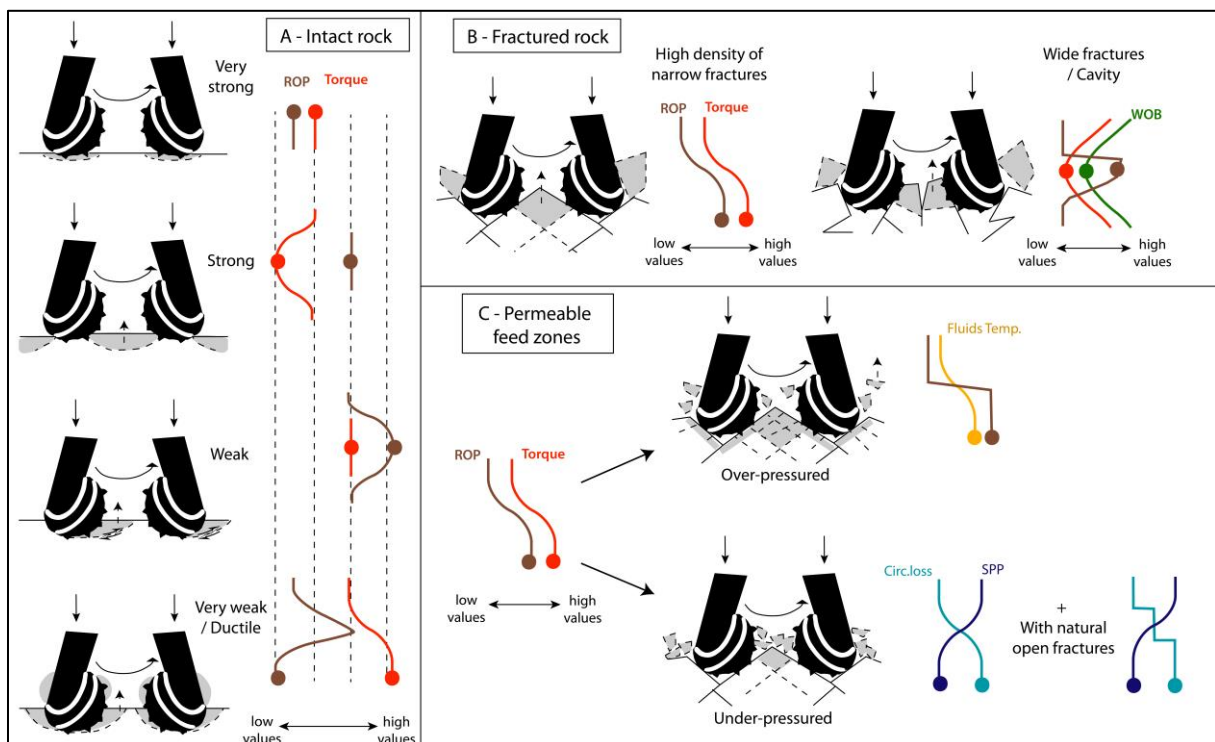 A - Intact rock
Very
strong
ROP
Torque
Strong
Weak
Very weak
/ Ductile
low
values
high
values
B - Fractured rock
High density of
narrow fractures
ROP
Torque
low
values
high
values
Wide fractures
/ Cavity
WOB
low
values
high
values
C - Permeable
feed zones
ROP
Torque
low
values
high
values
Over-pressured
Fluids Temp.
Under-pressured
Circ.loss
SPP
+
With natural
open fractures